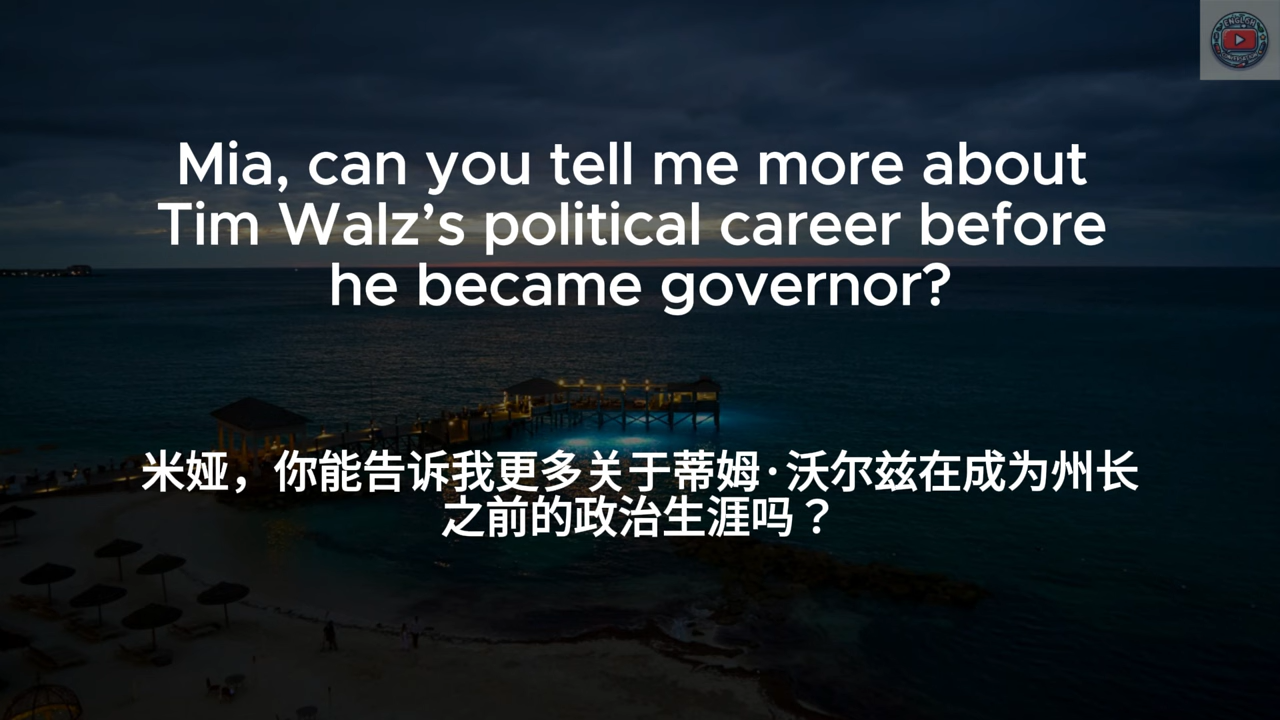 ENGLISH
Mia, can you tell me more about
Tim Walz’s political career before
he became governor?
米娅，你能告诉我更多关于蒂姆·沃尔兹在成为州长
之前的政治生涯吗？